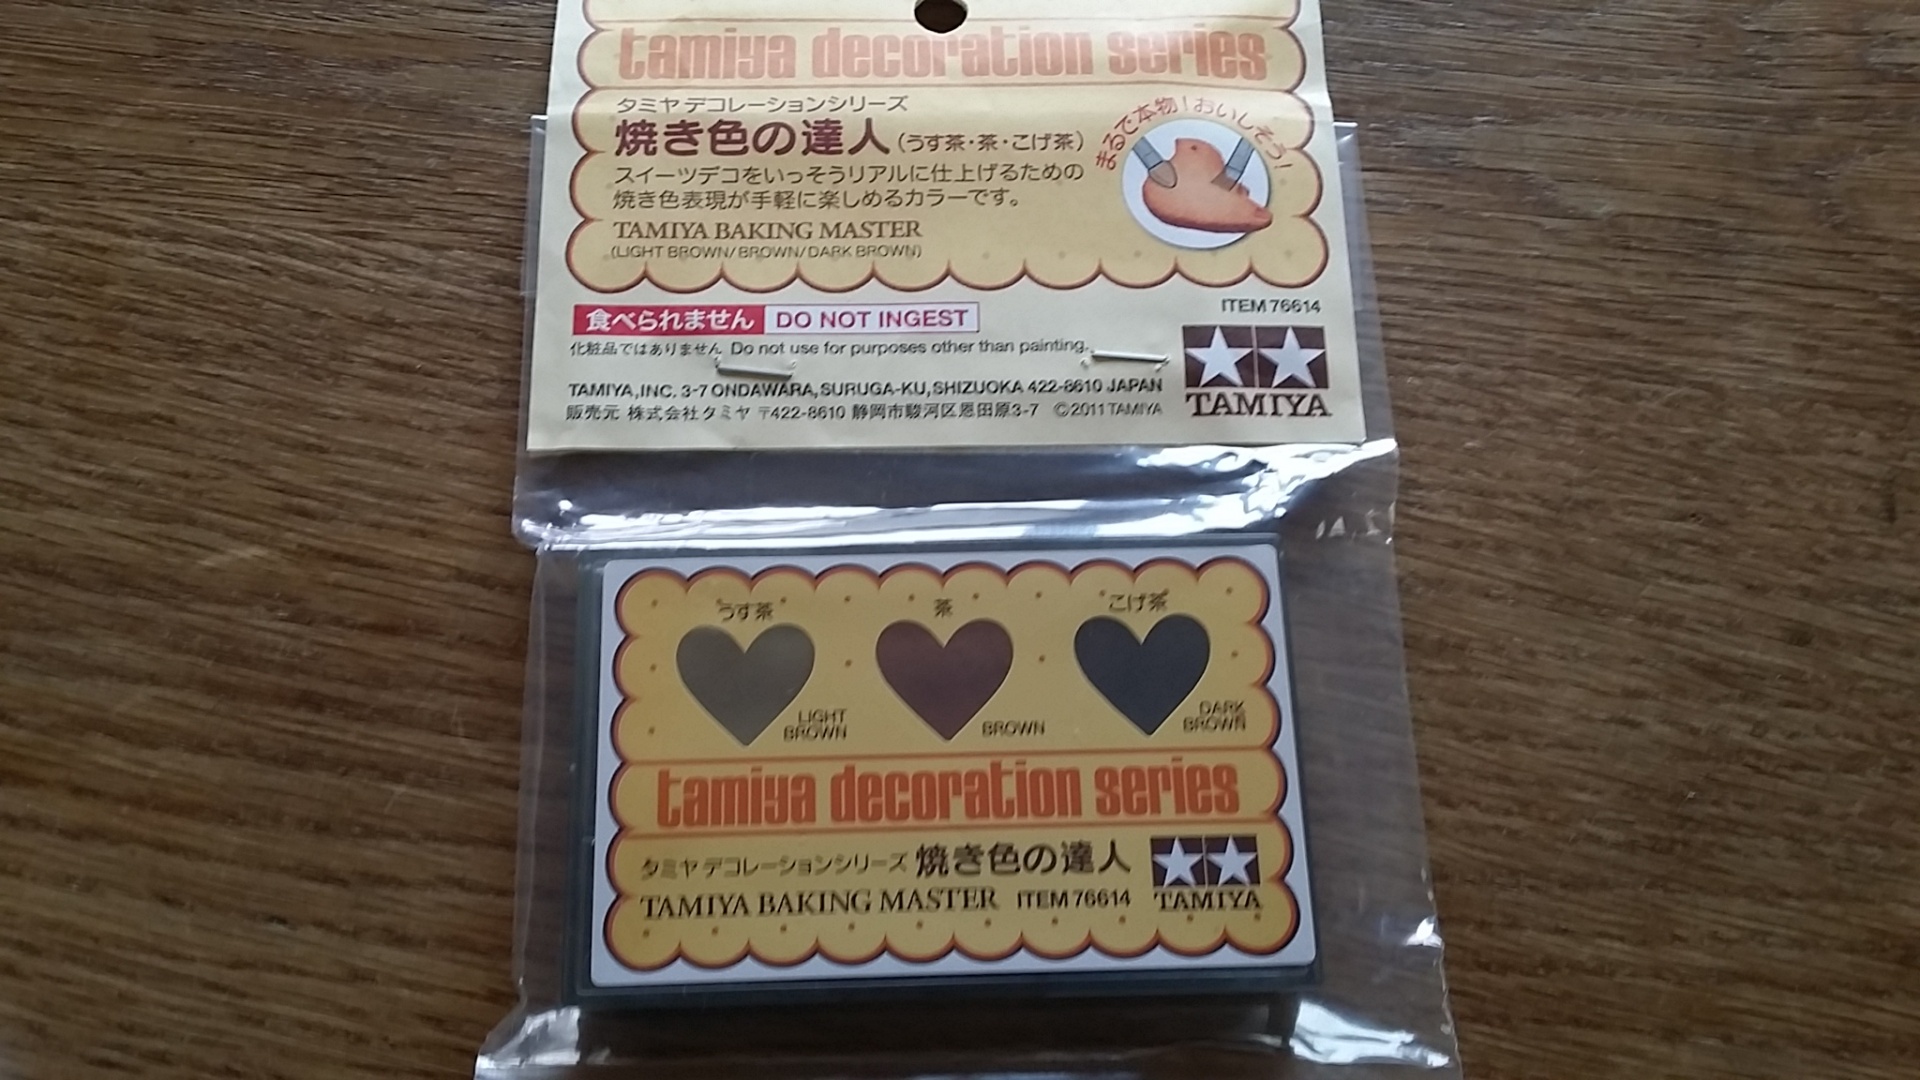 tamiya decoration series
タミヤデコレーションシリーズ
焼き色の達人(うす茶・茶・こげ茶)
まるで本物!おいしそう!
スイーツデコをいっそうリアルに仕上げるための
焼き色表現が手軽に楽しめるカラーです。
TAMIYA BAKING MASTER
(LIGHT BROWN/BROWN/DARK BROWN)
ITEM 76614
食べられません DO NOT INGEST
化粧品ではありません Do not use for purposes other than painting.
TAMIYA,INC. 3-7 ONDAWARA,SURUGA-KU,SHIZUOKA 422-8610 JAPAN
販売元 株式会社タミヤ 〒422-8610 静岡市駿河区恩田原3-7 ©2011 TAMIYA
TAMIYA
うす茶 茶 こげ茶
LIGHT BROWN
BROWN
DARK BROWN
tamiya decoration series
タミヤデコレーションシリーズ 焼き色の達人
TAMIYA BAKING MASTER ITEM 76614
TAMIYA